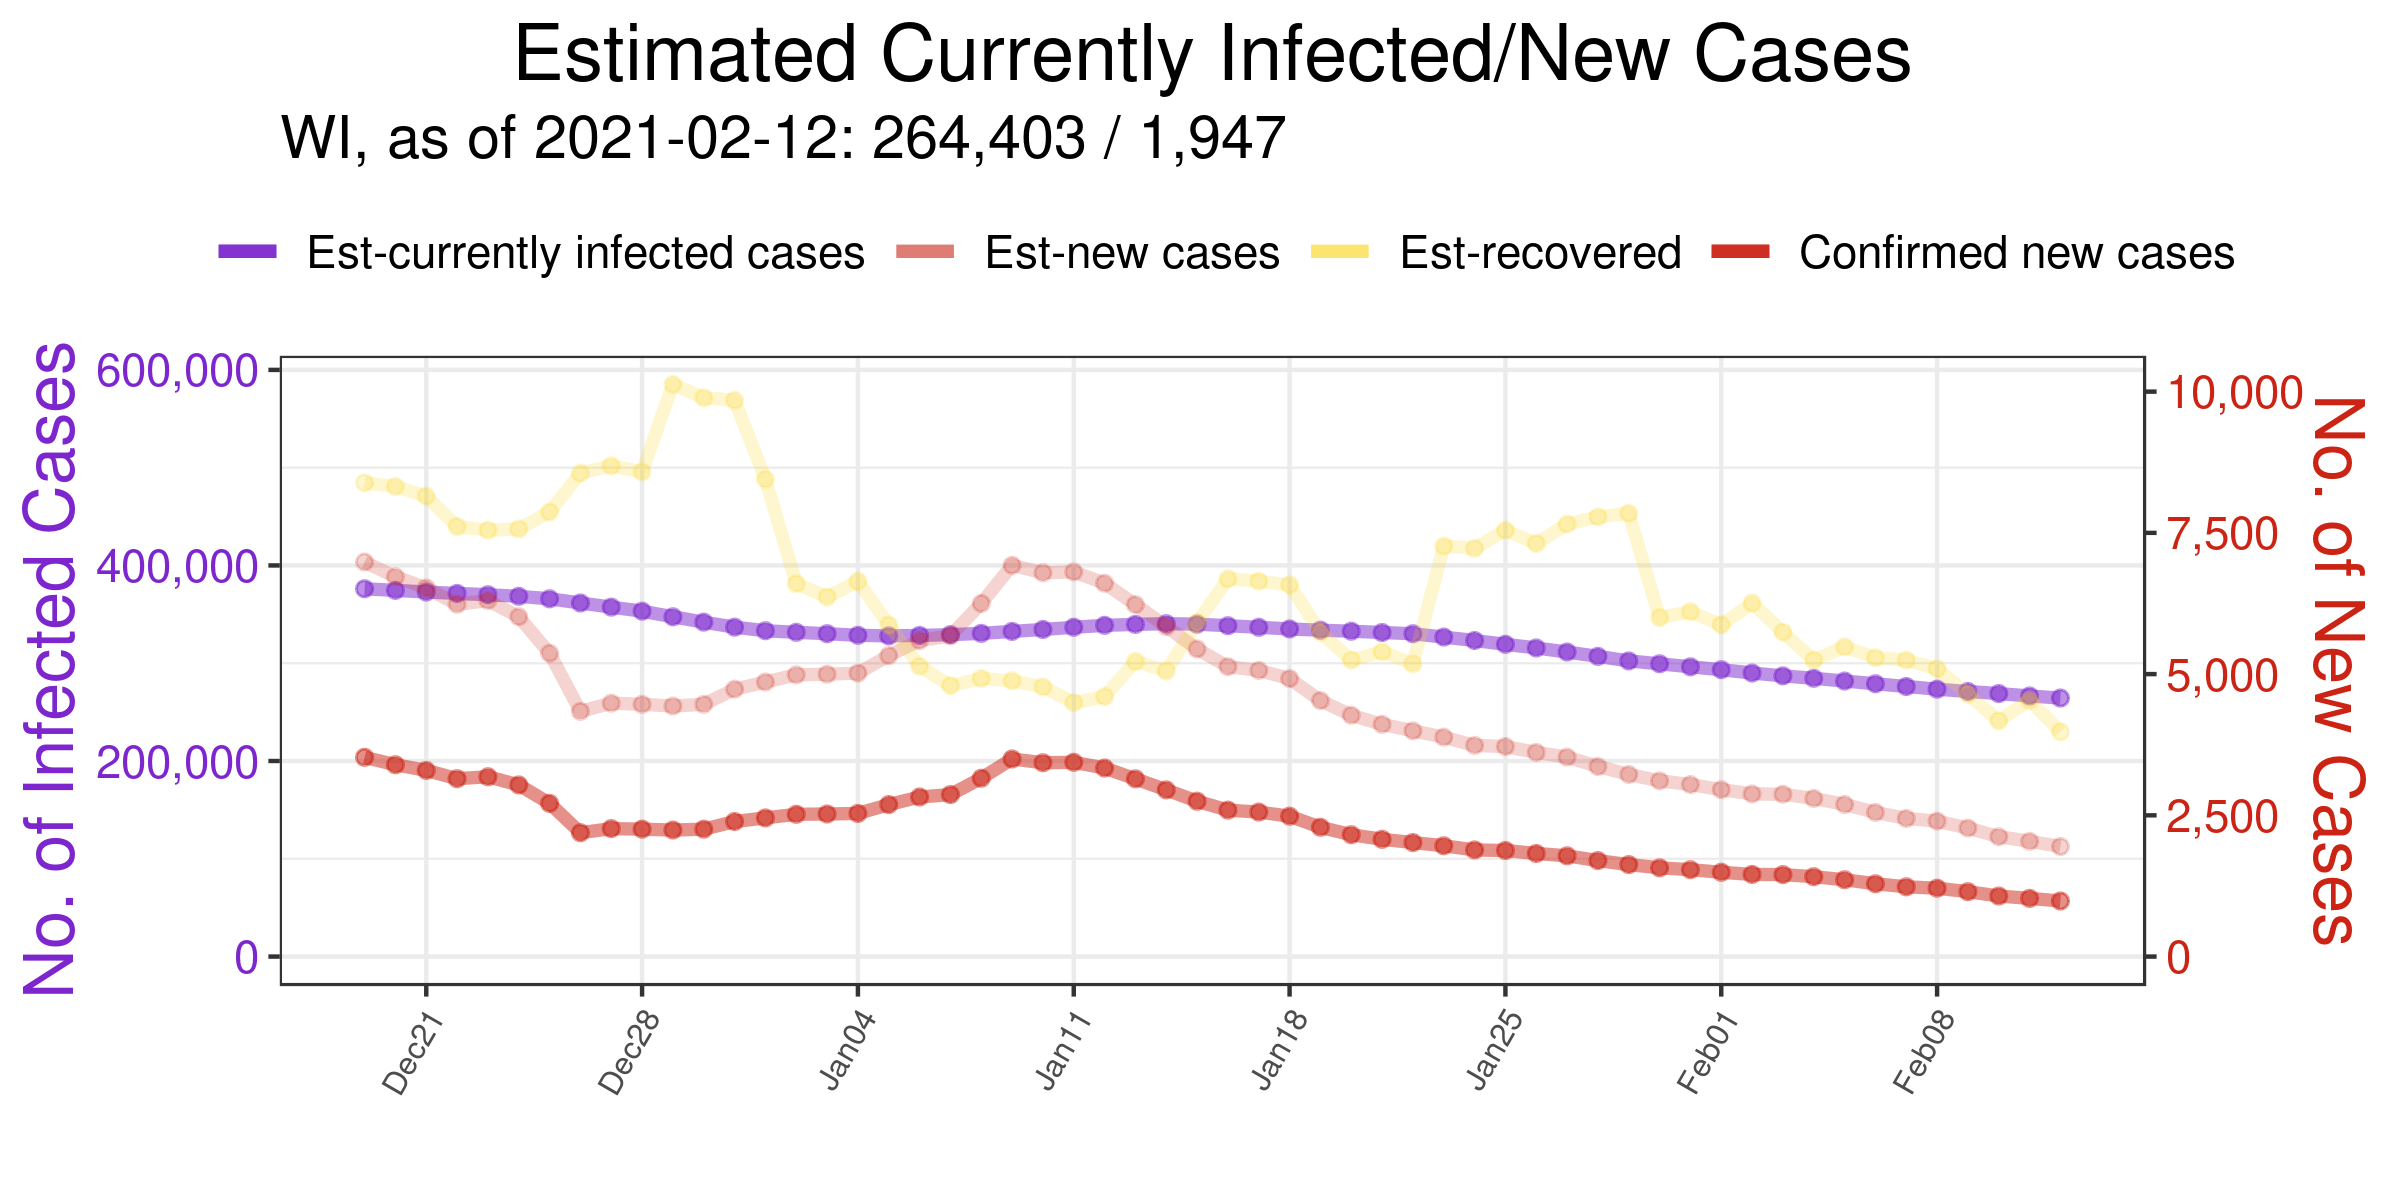 Estimated Currently Infected/New Cases
WI, as of 2021-02-12: 264,403 / 1,947
Est-currently infected cases Est-new cases Est-recovered Confirmed new cases
No. of Infected Cases
600,000
400,000
200,000
0
10,000
7,500
5,000
2,500
0
No. of New Cases
Dec21 Dec28 Jan04 Jan11 Jan18 Jan25 Feb01 Feb08